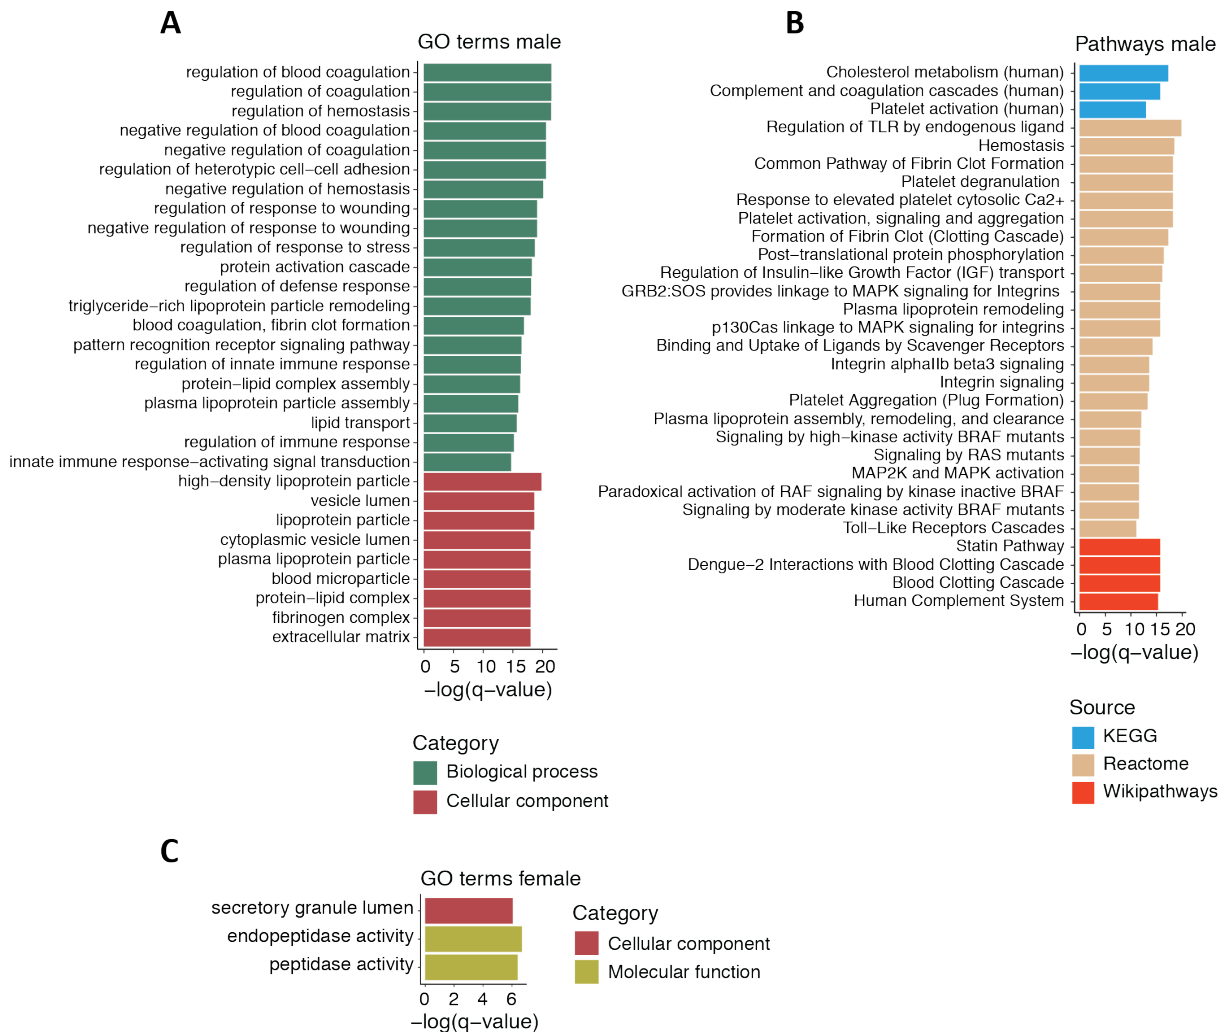 A
GO terms male
regulation of blood coagulation
regulation of coagulation
regulation of hemostasis
negative regulation of blood coagulation
negative regulation of coagulation
regulation of heterotypic cell−cell adhesion
negative regulation of hemostasis
regulation of response to wounding
negative regulation of response to wounding
regulation of response to stress
protein activation cascade
regulation of defense response
triglyceride−rich lipoprotein particle remodeling
blood coagulation, fibrin clot formation
pattern recognition receptor signaling pathway
regulation of innate immune response
protein−lipid complex assembly
plasma lipoprotein particle assembly
lipid transport
regulation of immune response
innate immune response−activating signal transduction
high−density lipoprotein particle
vesicle lumen
lipoprotein particle
cytoplasmic vesicle lumen
plasma lipoprotein particle
blood microparticle
protein−lipid complex
fibrinogen complex
extracellular matrix
0 5 10 15 20
−log(q−value)
Category
Biological process
Cellular component
B
Pathways male
Cholesterol metabolism (human)
Complement and coagulation cascades (human)
Platelet activation (human)
Regulation of TLR by endogenous ligand
Hemostasis
Common Pathway of Fibrin Clot Formation
Platelet degranulation
Response to elevated platelet cytosolic Ca2+
Platelet activation, signaling and aggregation
Formation of Fibrin Clot (Clotting Cascade)
Post−translational protein phosphorylation
Regulation of Insulin−like Growth Factor (IGF) transport
GRB2:SOS provides linkage to MAPK signaling for Integrins
Plasma lipoprotein remodeling
p130Cas linkage to MAPK signaling for integrins
Binding and Uptake of Ligands by Scavenger Receptors
Integrin alphaIIb beta3 signaling
Integrin signaling
Platelet Aggregation (Plug Formation)
Plasma lipoprotein assembly, remodeling, and clearance
Signaling by high−kinase activity BRAF mutants
Signaling by RAS mutants
MAP2K and MAPK activation
Paradoxical activation of RAF signaling by kinase inactive BRAF
Signaling by moderate kinase activity BRAF mutants
Toll−Like Receptors Cascades
Statin Pathway
Dengue−2 Interactions with Blood Clotting Cascade
Blood Clotting Cascade
Human Complement System
0 5 10 15 20
−log(q−value)
Source
KEGG
Reactome
Wikipathways
C
GO terms female
secretory granule lumen
endopeptidase activity
peptidase activity
0 2 4 6
−log(q−value)
Category
Cellular component
Molecular function